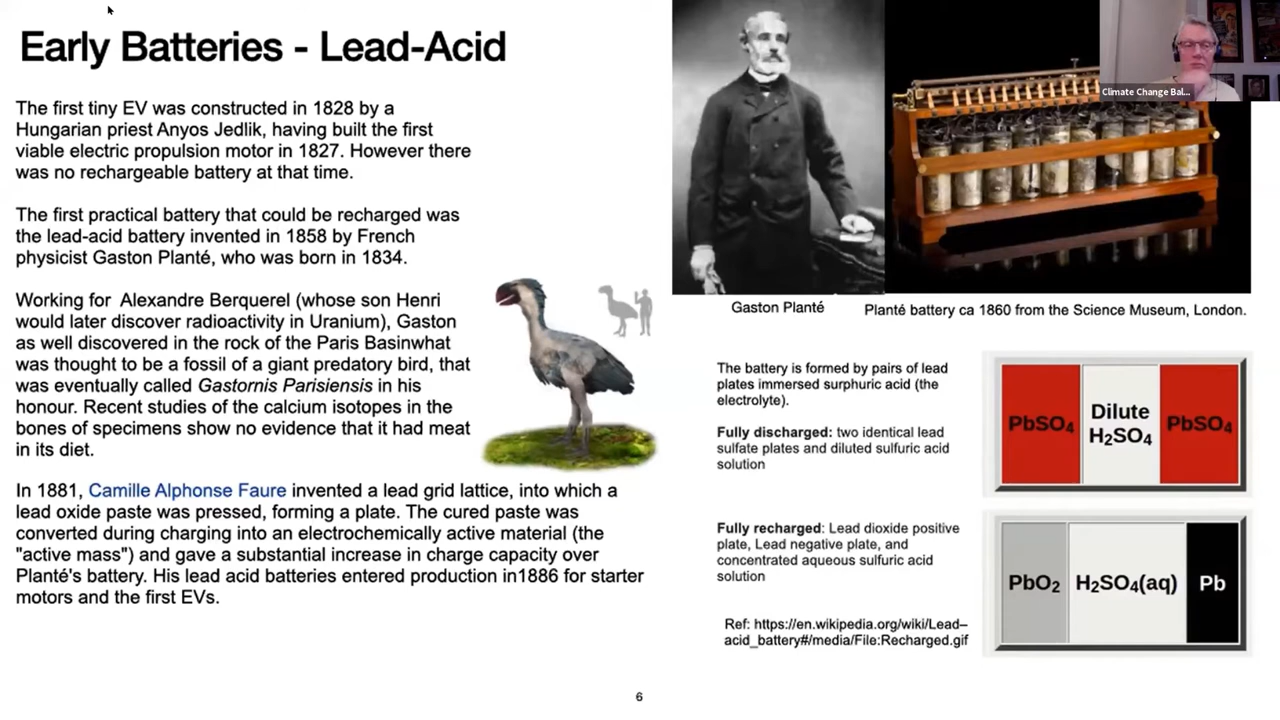 Early Batteries - Lead-Acid
The first tiny EV was constructed in 1828 by a
Hungarian priest Anyos Jedlik, having built the first
viable electric propulsion motor in 1827. However there
was no rechargeable battery at that time.
The first practical battery that could be recharged was
the lead-acid battery invented in 1858 by French
physicist Gaston Planté, who was born in 1834.
Working for Alexandre Berquerel (whose son Henri
would later discover radioactivity in Uranium), Gaston
as well discovered in the rock of the Paris Basinwhat
was thought to be a fossil of a giant predatory bird, that
was eventually called Gastornis Parisiensis in his
honour. Recent studies of the calcium isotopes in the
bones of specimens show no evidence that it had meat
in its diet.
In 1881, Camille Alphonse Faure invented a lead grid lattice, into which a
lead oxide paste was pressed, forming a plate. The cured paste was
converted during charging into an electrochemically active material (the
"active mass") and gave a substantial increase in charge capacity over
Planté's battery. His lead acid batteries entered production in1886 for starter
motors and the first EVs.
Climate Change Bal...
Gaston Planté
Planté battery ca 1860 from the Science Museum, London.
The battery is formed by pairs of lead
plates immersed surphuric acid (the
electrolyte).
Fully discharged: two identical lead
sulfate plates and diluted sulfuric acid
solution
PbSO₄
Dilute
H₂SO₄
PbSO₄
Fully recharged: Lead dioxide positive
plate, Lead negative plate, and
concentrated aqueous sulfuric acid
solution
PbO₂
H₂SO₄(aq)
Pb
Ref: https://en.wikipedia.org/wiki/Lead–
acid_battery#/media/File:Recharged.gif
6